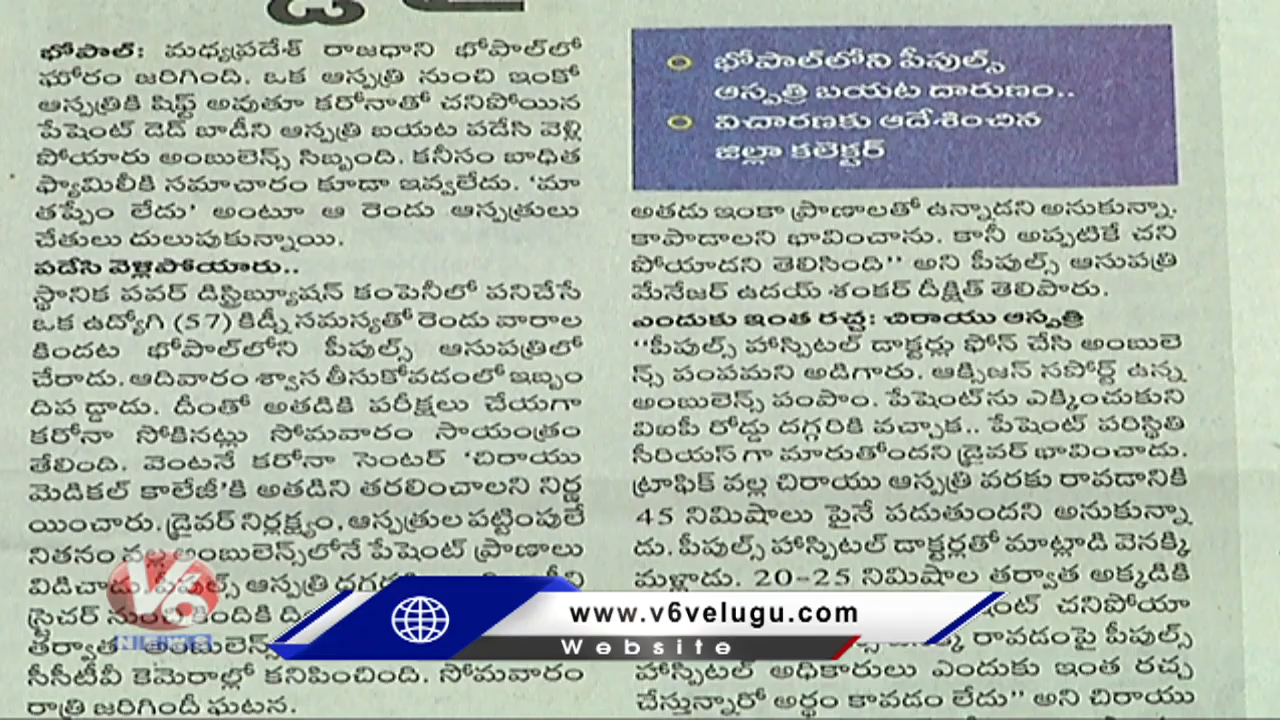 భోపాల్: మధ్యప్రదేశ్ రాజధాని భోపాల్‌లో
ఘోరం జరిగింది. ఒక ఆస్పత్రి నుంచి ఇంకో
ఆస్పత్రికి షిఫ్ట్ అవుతూ కరోనాతో చనిపోయిన
పేషెంట్ డెడ్ బాడీని ఆస్పత్రి బయట పడేసి వెళ్లి
పోయారు అంబులెన్స్ సిబ్బంది. కనీసం బాధిత
ఫ్యామిలీకి సమాచారం కూడా ఇవ్వలేదు. 'మా
తప్పేం లేదు' అంటూ ఆ రెండు ఆస్పత్రులు
చేతులు దులుపుకున్నాయి.
పడేసి వెళ్లిపోయారు..
స్థానిక పవర్ డిస్ట్రిబ్యూషన్ కంపెనీలో పనిచేసే
ఒక ఉద్యోగి (57) కిడ్నీ సమస్యతో రెండు వారాల
కిందట భోపాల్‌లోని పీపుల్స్ ఆసుపత్రిలో
చేరాడు. ఆదివారం శ్వాస తీసుకోవడంలో ఇబ్బం
దిప డ్డాడు. దీంతో అతడికి పరీక్షలు చేయగా
కరోనా సోకినట్లు సోమవారం సాయంత్రం
తేలింది. వెంటనే కరోనా సెంటర్ 'చిరాయు
మెడికల్ కాలేజీ'కి అతడిని తరలించాలని నిర్ణ
యించారు. డ్రైవర్ నిర్లక్ష్యం, ఆస్పత్రుల పట్టింపులే
నితనం వల్ల అంబులెన్స్‌లోనే పేషెంట్ ప్రాణాలు
విడిచాడు. పీపుల్స్ ఆస్పత్రి
స్ట్రెచర్ నుంచి కిందికి
తర్వాత అంబులెన్స్
సీసీటీవీ కెమెరాల్లో కనిపించింది. సోమవారం
రాత్రి జరిగిందీ ఘటన.
భోపాల్‌లోని పీపుల్స్
ఆస్పత్రి బయట దారుణం..
విచారణకు ఆదేశించిన
జిల్లా కలెక్టర్
అతడు ఇంకా ప్రాణాలతో ఉన్నాడని అనుకున్నా.
కాపాడాలని భావించాను. కానీ అప్పటికే చని
పోయాడని తెలిసింది" అని పీపుల్స్ ఆసుపత్రి
మేనేజర్ ఉదయ్ శంకర్ దీక్షిత్ తెలిపారు.
ఎందుకు ఇంత రచ్చ: చిరాయు ఆస్పత్రి
"పీపుల్స్ హాస్పిటల్ డాక్టర్లు ఫోన్ చేసి అంబులె
న్స్ పంపమని అడిగారు. ఆక్సిజన్ సపోర్ట్ ఉన్న
అంబులెన్స్ పంపాం. పేషెంట్‌ను ఎక్కించుకుని
విఐపీ రోడ్డు దగ్గరికి వచ్చాక.. పేషెంట్ పరిస్థితి
సీరియస్ గా మారుతోందని డ్రైవర్ భావించాడు.
ట్రాఫిక్ వల్ల చిరాయు ఆస్పత్రి వరకు రావడానికి
45 నిమిషాలు పైనే పడుతుందని అనుకున్నా
డు. పీపుల్స్ హాస్పిటల్ డాక్టర్లతో మాట్లాడి వెనక్కి
మళ్లాడు. 20-25 నిమిషాల తర్వాత అక్కడికి
చనిపోయా
రావడంపై పీపుల్స్
హాస్పిటల్ అధికారులు ఎందుకు ఇంత రచ్చ
చేస్తున్నారో అర్థం కావడం లేదు" అని చిరాయు
V6
NEWS
www.v6velugu.com
Website